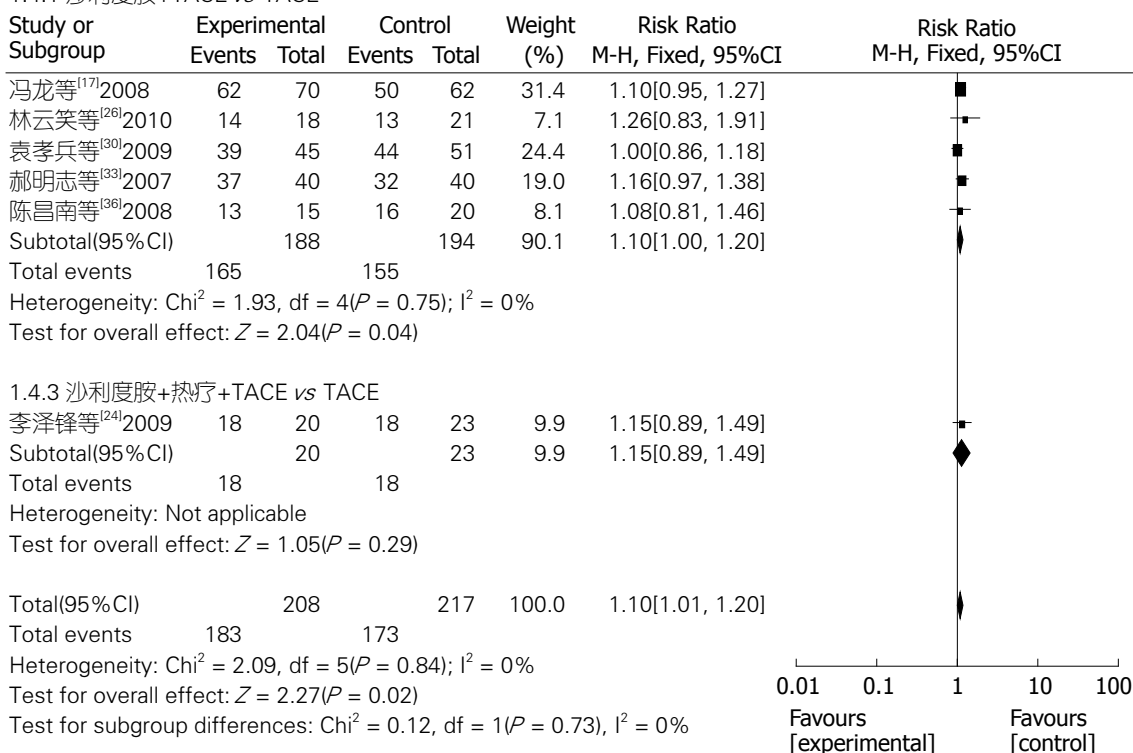 Study or Subgroup Experimental Control Weight Risk Ratio Risk Ratio
Events Total Events Total (%) M-H, Fixed, 95%CI M-H, Fixed, 95%CI
冯龙等[17]2008 62 70 50 62 31.4 1.10[0.95, 1.27]
林云笑等[26]2010 14 18 13 21 7.1 1.26[0.83, 1.91]
袁孝兵等[30]2009 39 45 44 51 24.4 1.00[0.86, 1.18]
郝明志等[33]2007 37 40 32 40 19.0 1.16[0.97, 1.38]
陈昌南等[36]2008 13 15 16 20 8.1 1.08[0.81, 1.46]
Subtotal(95%CI) 188 194 90.1 1.10[1.00, 1.20]
Total events 165 155
Heterogeneity: Chi² = 1.93, df = 4(P = 0.75); I² = 0%
Test for overall effect: Z = 2.04(P = 0.04)
1.4.3 沙利度胺+热疗+TACE vs TACE
李泽锋等[24]2009 18 20 18 23 9.9 1.15[0.89, 1.49]
Subtotal(95%CI) 20 23 9.9 1.15[0.89, 1.49]
Total events 18 18
Heterogeneity: Not applicable
Test for overall effect: Z = 1.05(P = 0.29)
Total(95%CI) 208 217 100.0 1.10[1.01, 1.20]
Total events 183 173
Heterogeneity: Chi² = 2.09, df = 5(P = 0.84); I² = 0%
Test for overall effect: Z = 2.27(P = 0.02)
Test for subgroup differences: Chi² = 0.12, df = 1(P = 0.73), I² = 0%
0.01 0.1 1 10 100
Favours [experimental] Favours [control]